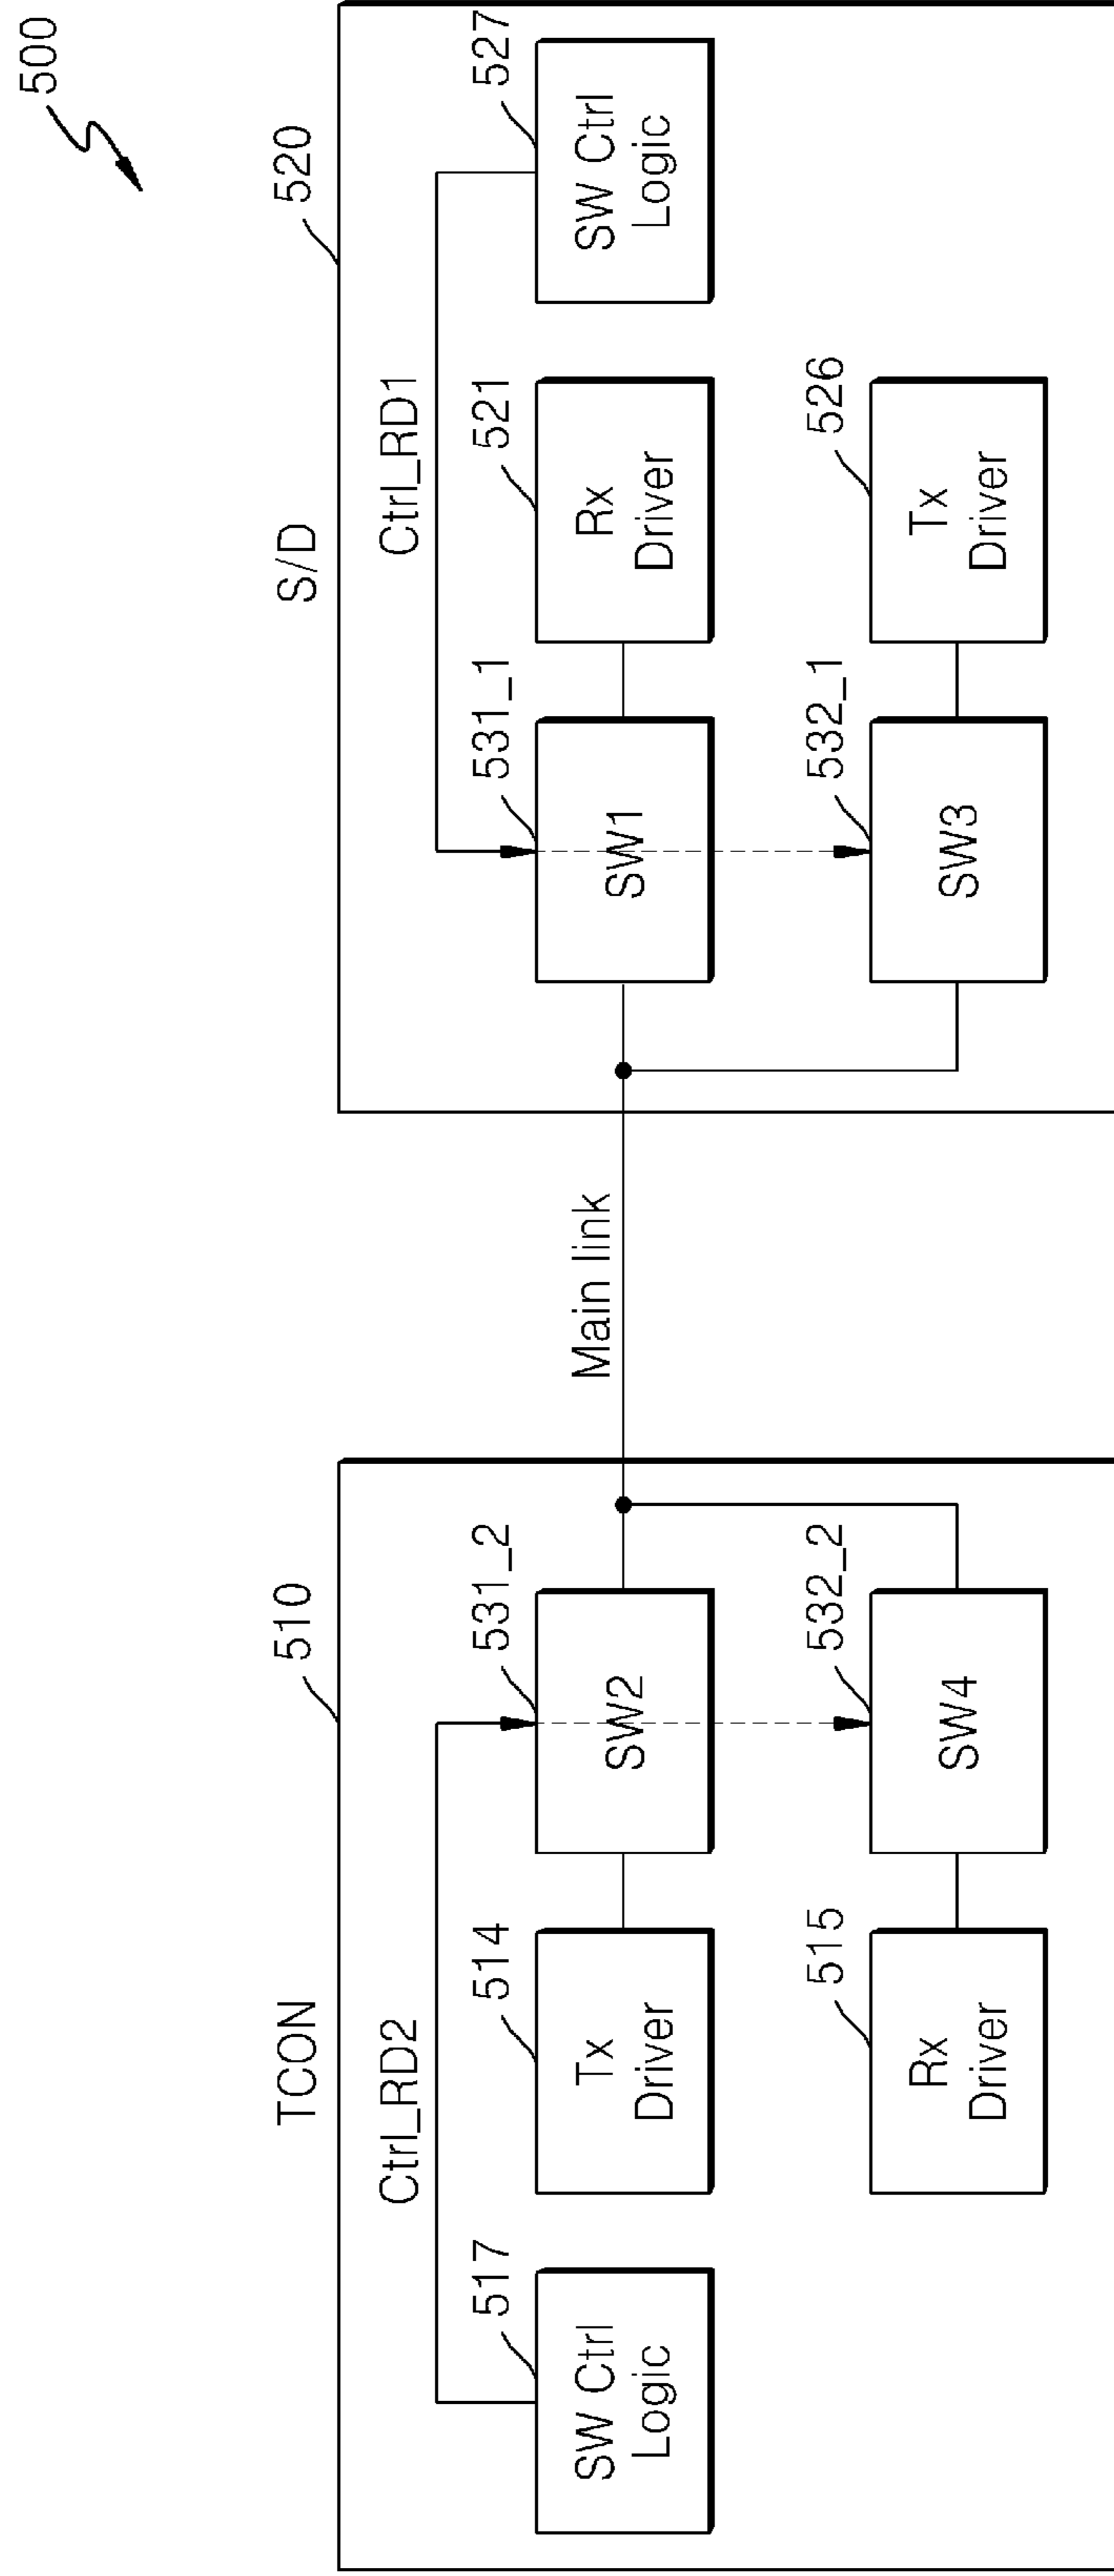 500
TCON
510
S/D
520
Ctrl_RD2
Ctrl_RD1
517
SW Ctrl
Logic
514
Tx
Driver
531_2
SW2
Main link
531_1
SW1
521
Rx
Driver
527
SW Ctrl
Logic
515
Rx
Driver
532_2
SW4
532_1
SW3
526
Tx
Driver